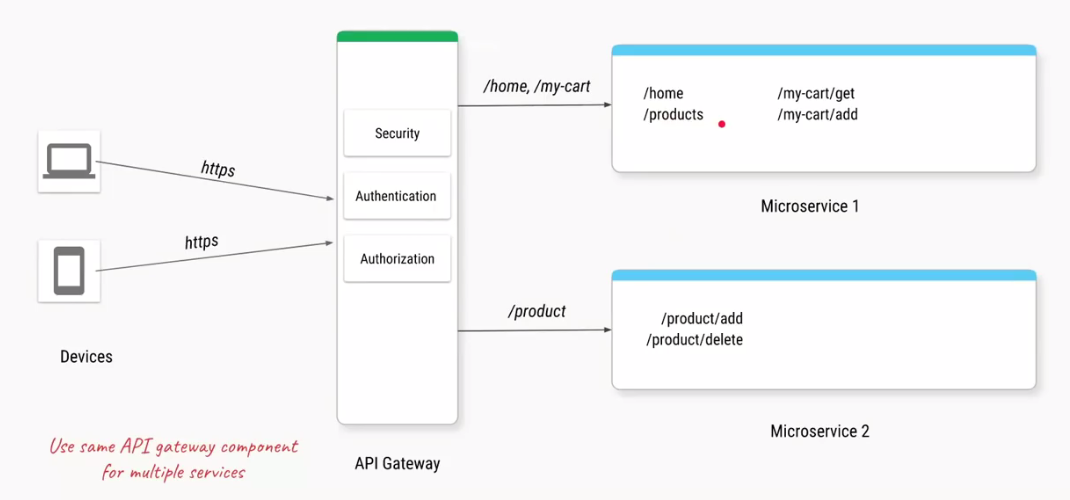 https
https
Devices
Use same API gateway component
for multiple services
Security
Authentication
Authorization
API Gateway
/home, /my-cart
/product
/home
/products
/my-cart/get
/my-cart/add
Microservice 1
/product/add
/product/delete
Microservice 2